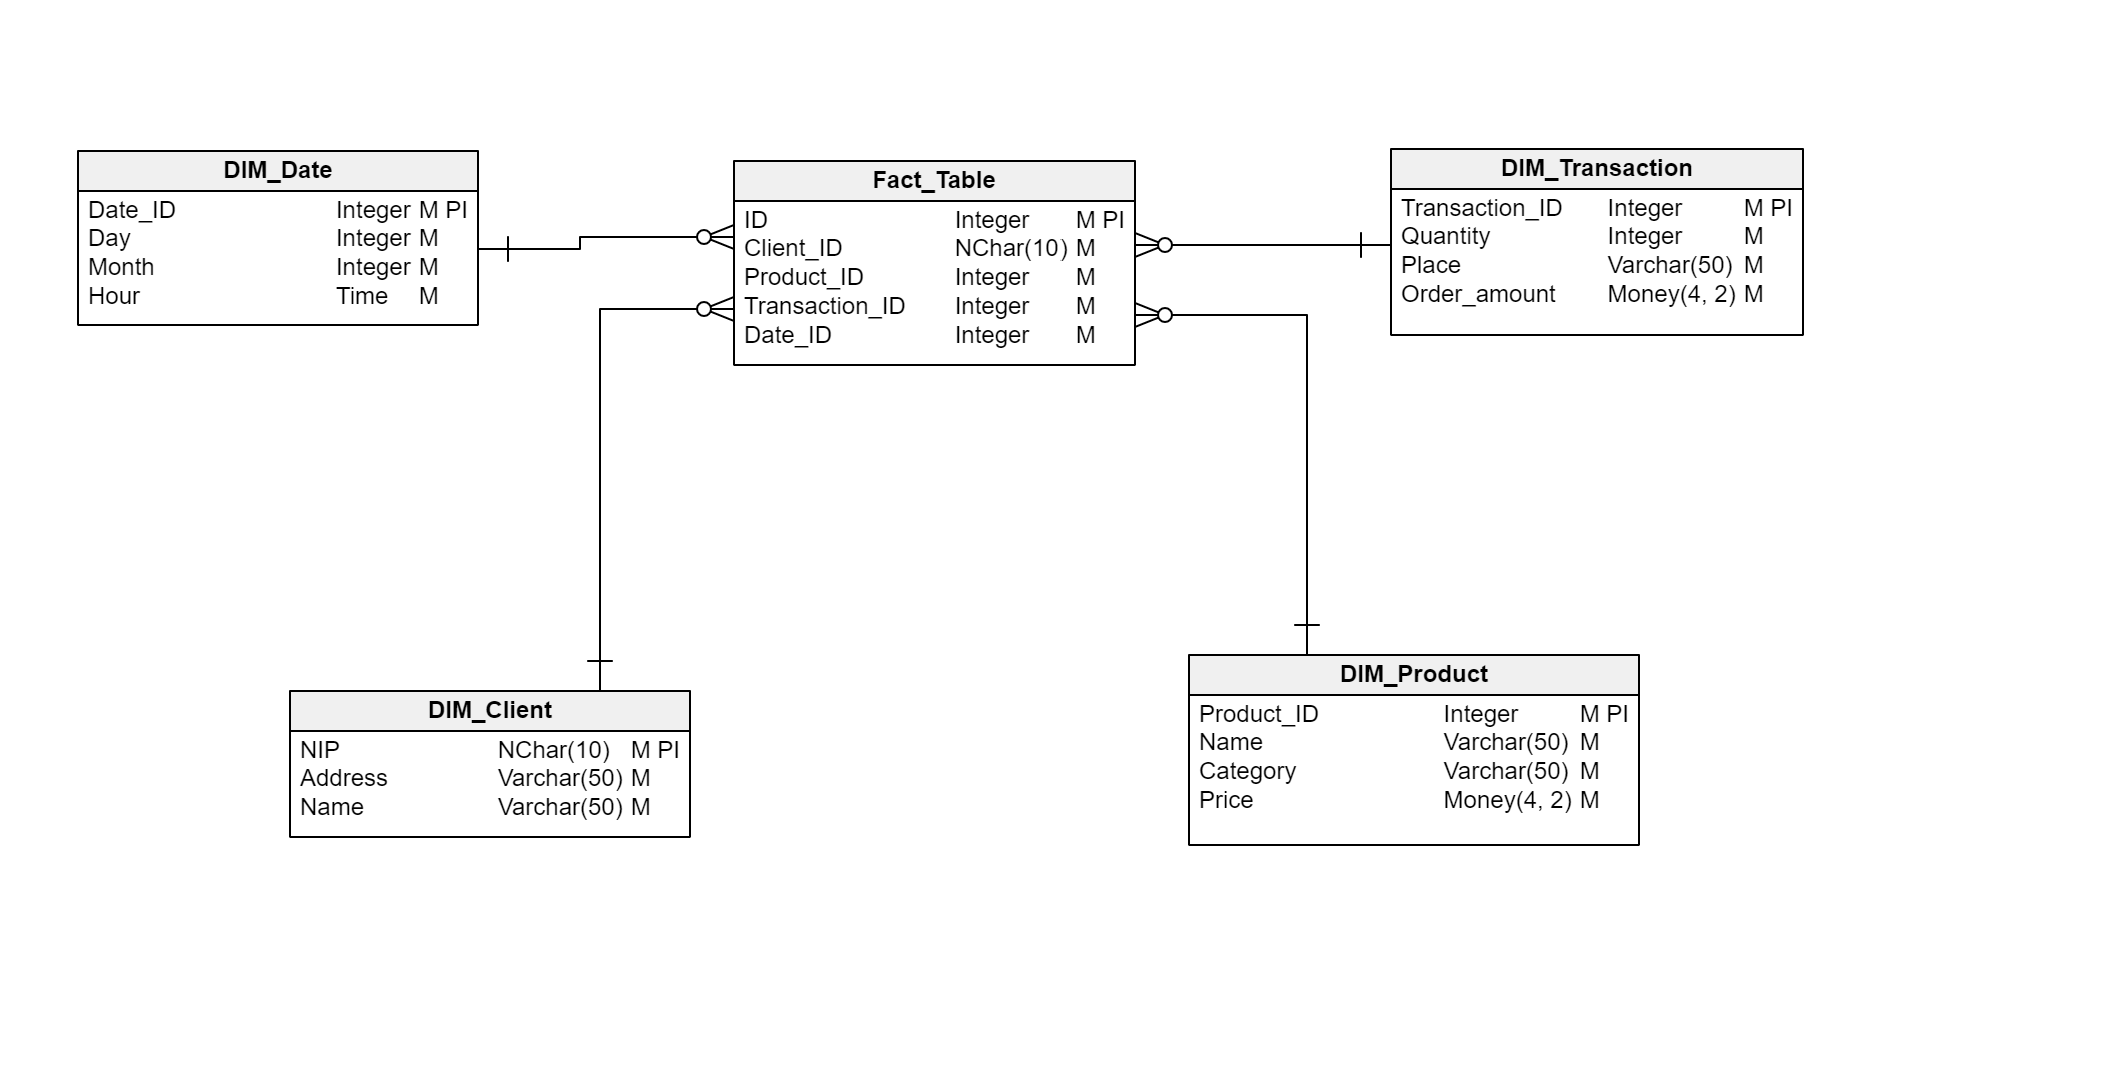 DIM_Date
Date_ID Integer M PI
Day Integer M
Month Integer M
Hour Time M
Fact_Table
ID Integer M PI
Client_ID NChar(10) M
Product_ID Integer M
Transaction_ID Integer M
Date_ID Integer M
DIM_Transaction
Transaction_ID Integer M PI
Quantity Integer M
Place Varchar(50) M
Order_amount Money(4, 2) M
DIM_Client
NIP NChar(10) M PI
Address Varchar(50) M
Name Varchar(50) M
DIM_Product
Product_ID Integer M PI
Name Varchar(50) M
Category Varchar(50) M
Price Money(4, 2) M